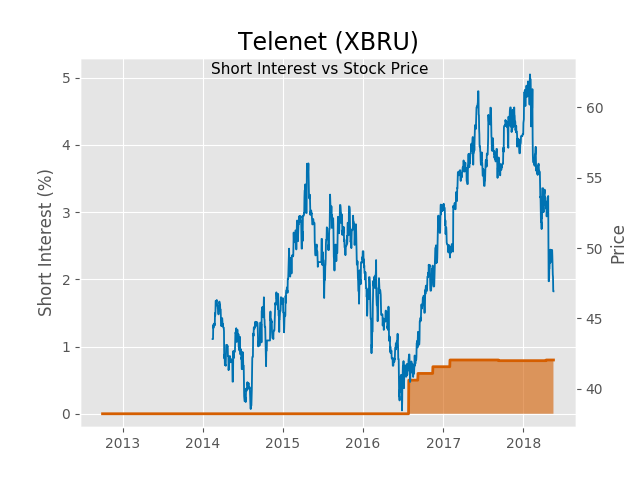 Telenet (XBRU)
Short Interest vs Stock Price
Short Interest (%)
5
4
3
2
1
0
60
55
50
45
40
Price
2013 2014 2015 2016 2017 2018